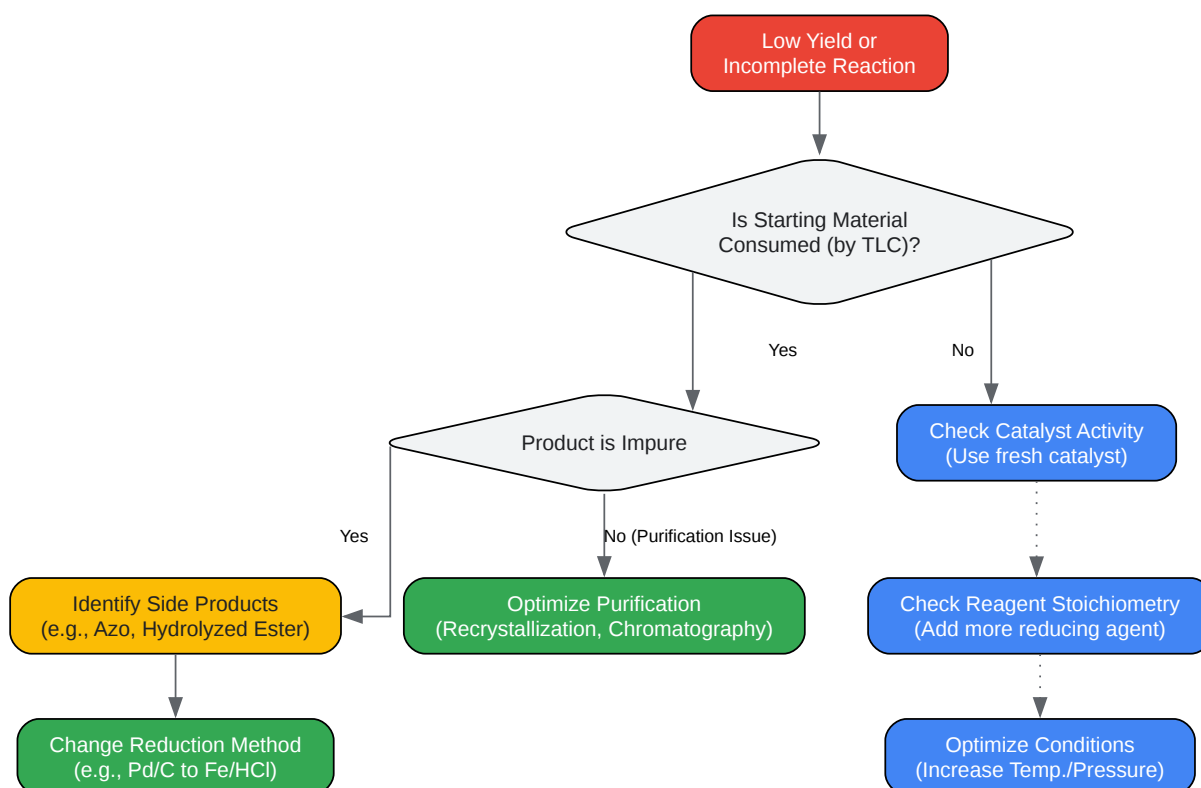 Low Yield or
Incomplete Reaction
Is Starting Material
Consumed (by TLC)?
Yes
No
Product is Impure
Check Catalyst Activity
(Use fresh catalyst)
Yes
No (Purification Issue)
Identify Side Products
(e.g., Azo, Hydrolyzed Ester)
Optimize Purification
(Recrystallization, Chromatography)
Check Reagent Stoichiometry
(Add more reducing agent)
Change Reduction Method
(e.g., Pd/C to Fe/HCl)
Optimize Conditions
(Increase Temp./Pressure)